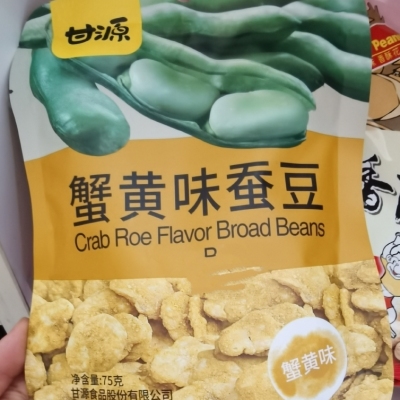 甘源
Peanu
蟹黄味蚕豆
Crab Roe Flavor Broad Beans
D
蟹黄味
净含量:75克
甘源食品股份有限公司